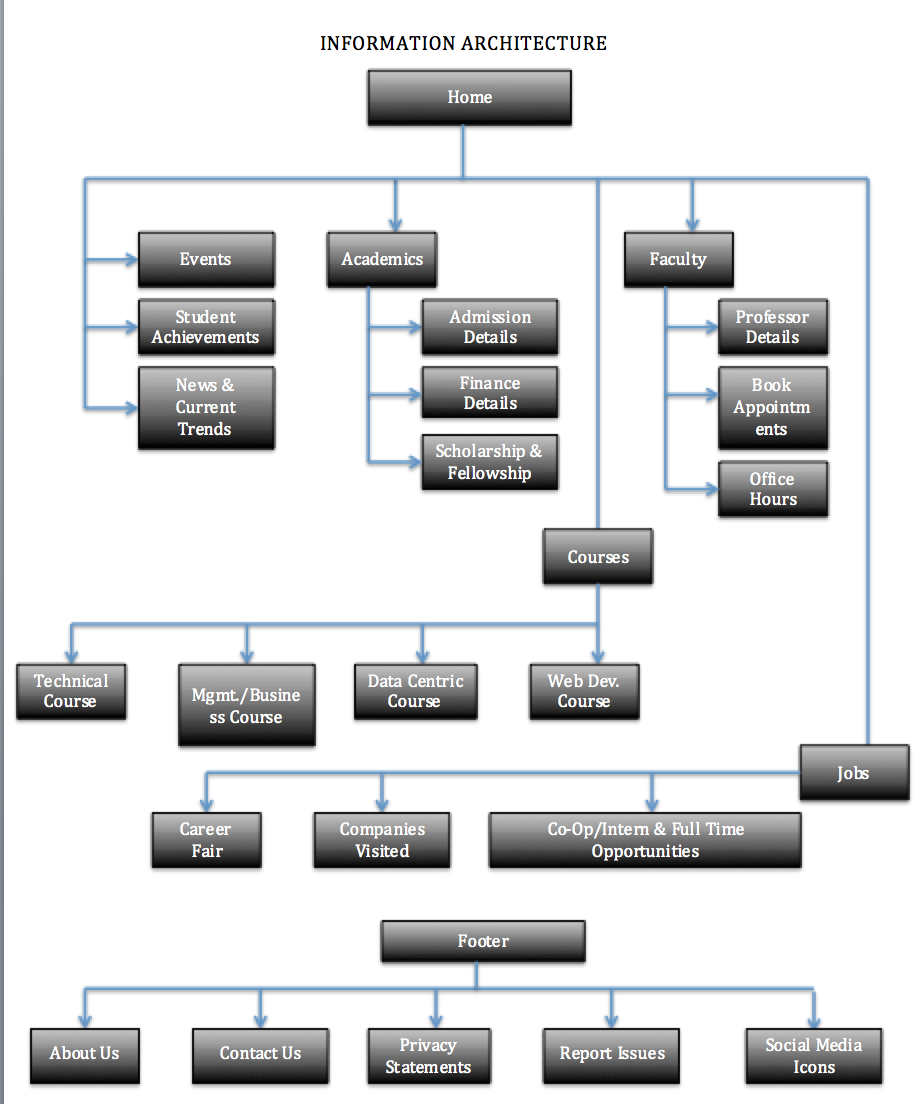 INFORMATION ARCHITECTURE
Home
Events
Academics
Faculty
Student
Achievements
Admission
Details
Professor
Details
News &
Current
Trends
Finance
Details
Book
Appointm
ents
Scholarship &
Fellowship
Office
Hours
Courses
Technical
Course
Mgmt./Busine
ss Course
Data Centric
Course
Web Dev.
Course
Jobs
Career
Fair
Companies
Visited
Co-Op/Intern & Full Time
Opportunities
Footer
About Us
Contact Us
Privacy
Statements
Report Issues
Social Media
Icons